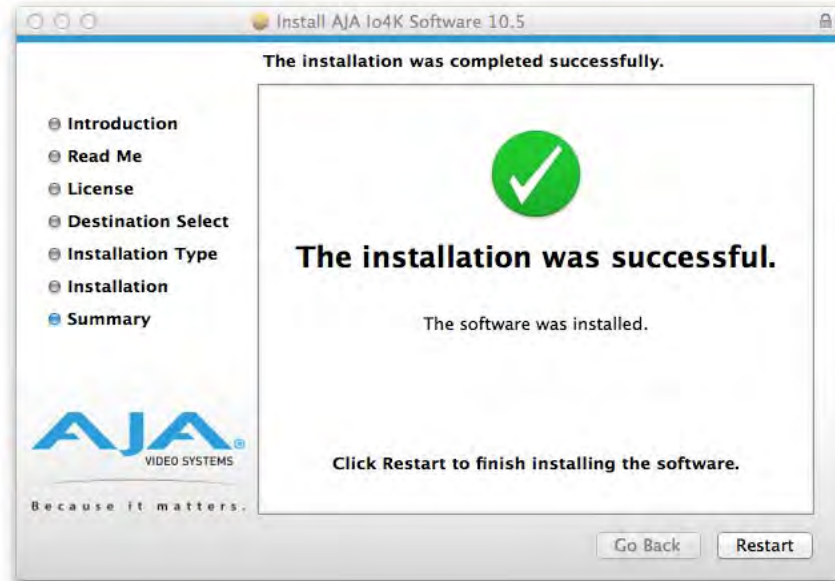 Install AJA Io4K Software 10.5
The installation was completed successfully.
Introduction
Read Me
License
Destination Select
Installation Type
Installation
Summary
The installation was successful.
The software was installed.
Click Restart to finish installing the software.
AJA®
VIDEO SYSTEMS
Because it matters.
Go Back
Restart